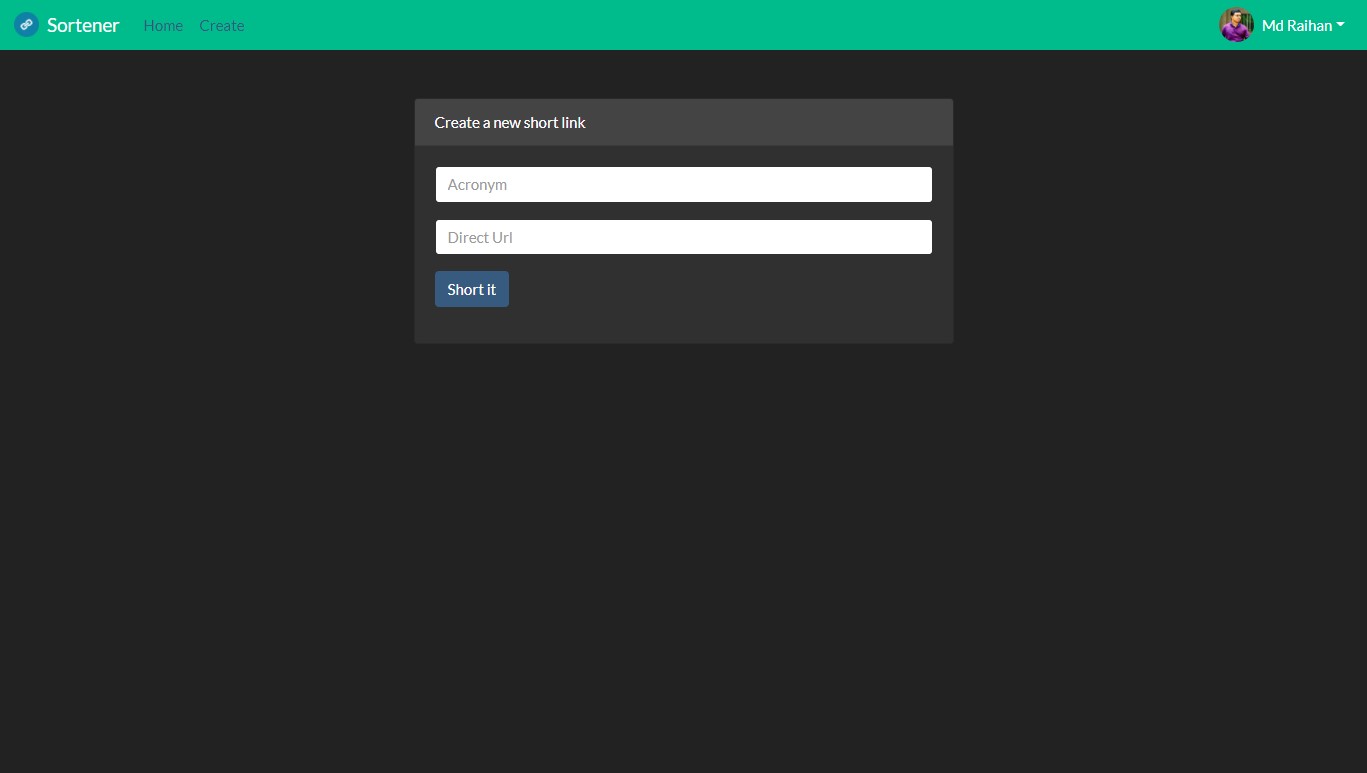 Sortener Home Create Md Raihan
Create a new short link
Acronym
Direct Url
Short it